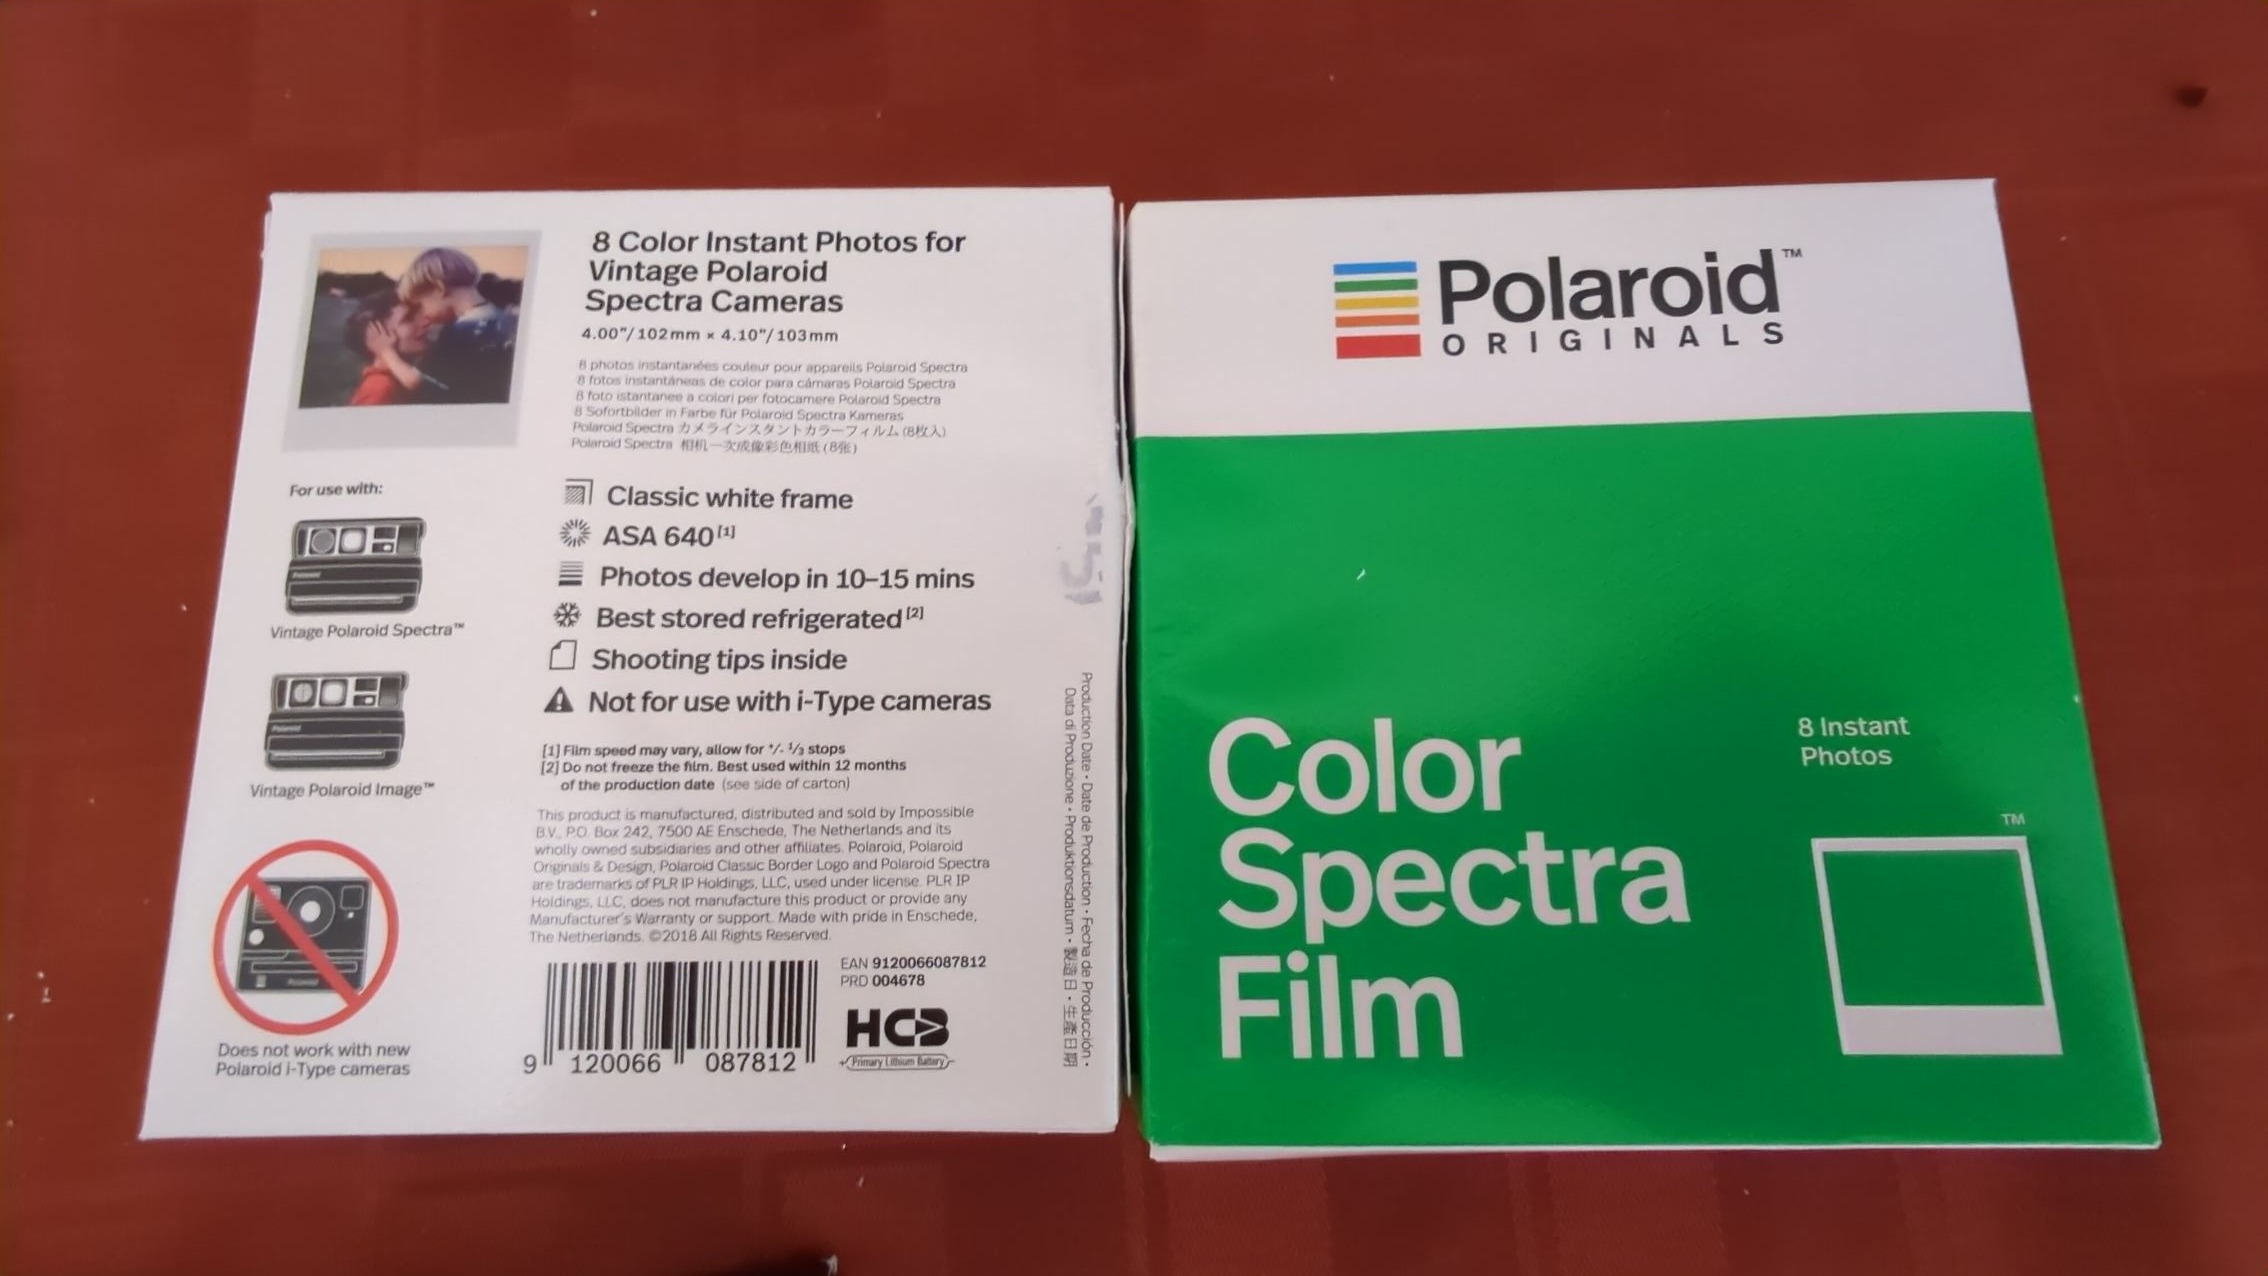 8 Color Instant Photos for
Vintage Polaroid
Spectra Cameras
4.00"/102mm × 4.10"/103mm
8 photos instantanées couleur pour appareils Polaroid Spectra
8 fotos instantáneas de color para cámaras Polaroid Spectra
8 foto istantanee a colori per fotocamere Polaroid Spectra
8 Sofortbilder in Farbe für Polaroid Spectra Kameras
Polaroid Spectra カメラインスタントカラーフィルム (8枚入)
Polaroid Spectra 相机一次成像彩色相纸 (8张)
For use with:
Vintage Polaroid Spectra™
Vintage Polaroid Image™
Does not work with new
Polaroid i-Type cameras
Classic white frame
ASA 640 [1]
Photos develop in 10–15 mins
Best stored refrigerated [2]
Shooting tips inside
Not for use with i-Type cameras
[1] Film speed may vary, allow for +/- 1/3 stops
[2] Do not freeze the film. Best used within 12 months
of the production date (see side of carton)
This product is manufactured, distributed and sold by Impossible
B.V., P.O. Box 242, 7500 AE Enschede, The Netherlands and its
wholly owned subsidiaries and other affiliates. Polaroid, Polaroid
Originals & Design, Polaroid Classic Border Logo and Polaroid Spectra
are trademarks of PLR IP Holdings, LLC, used under license. PLR IP
Holdings, LLC, does not manufacture this product or provide any
Manufacturer's Warranty or support. Made with pride in Enschede,
The Netherlands. ©2018 All Rights Reserved.
9 120066 087812
EAN 9120066087812
PRD 004678
HCB
Primary Lithium Battery
Production Date • Date de Production • Fecha de Producción •
Data di Produzione • Produktionsdatum • 製造日 • 生產日期
Polaroid™
ORIGINALS
Color
Spectra
Film
8 Instant
Photos
TM